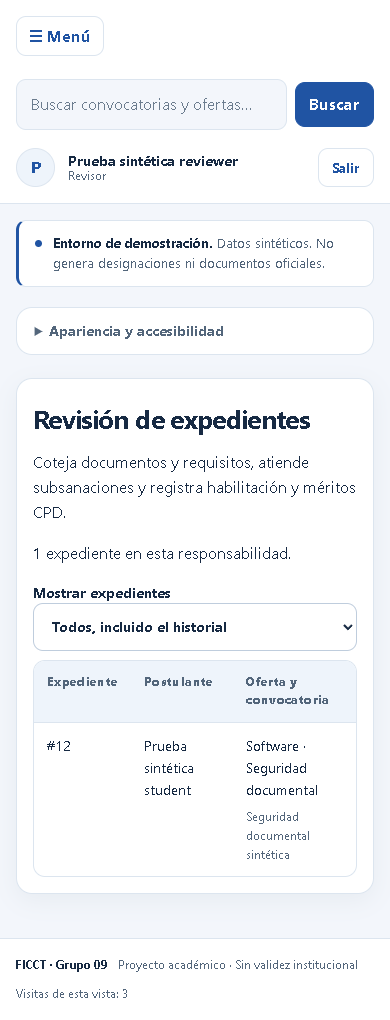 ☰ Menú
Buscar convocatorias y ofertas...
Buscar
P
Prueba sintética reviewer
Revisor
Salir
Entorno de demostración. Datos sintéticos. No
genera designaciones ni documentos oficiales.
▶ Apariencia y accesibilidad
Revisión de expedientes
Coteja documentos y requisitos, atiende
subsanaciones y registra habilitación y méritos
CPD.
1 expediente en esta responsabilidad.
Mostrar expedientes
Todos, incluido el historial
Expediente
Postulante
Oferta y
convocatoria
#12
Prueba
sintética
student
Software ·
Seguridad
documental
Seguridad
documental
sintética
FICCT · Grupo 09 Proyecto académico · Sin validez institucional
Visitas de esta vista: 3